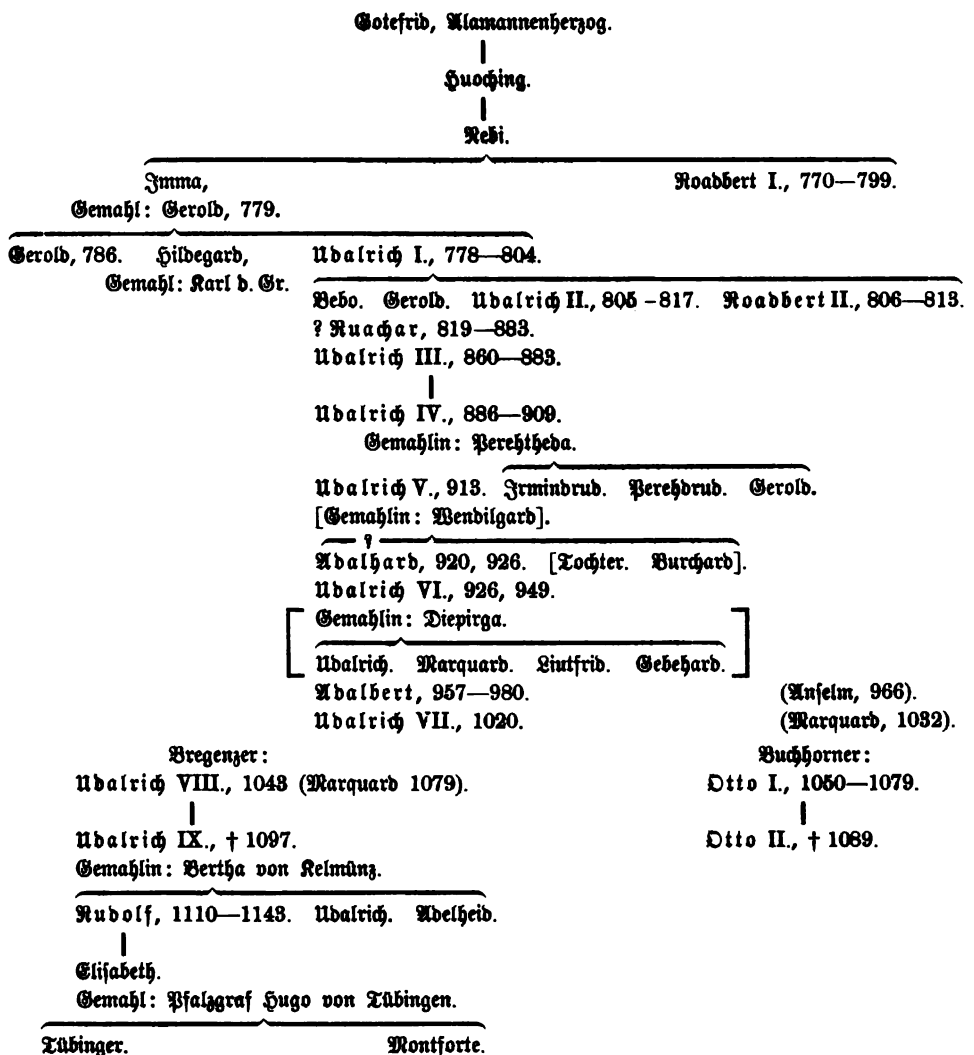 Gotefrid, Alamannenherzog.
Huoching.
Nebi.
Imma,
Roadbert I., 770—799.
Gemahl: Gerold, 779.
Gerold, 786. Hildegard, Udalrich I., 778—804.
Gemahl: Karl d. Gr.
Bebo. Gerold. Udalrich II., 805-817. Roadbert II., 806—813.
? Ruachar, 819—883.
Udalrich III., 860—883.
Udalrich IV., 886—909.
Gemahlin: Perehtheda.
Udalrich V., 913. Irmindrud. Perehdrud. Gerold.
[Gemahlin: Wendilgard].
?
Adalhard, 920, 926. [Tochter. Burchard].
Udalrich VI., 926, 949.
[Gemahlin: Diepirga.
Udalrich. Marquard. Liutfrid. Gebehard.]
Adalbert, 957—980. (Anselm, 966).
Udalrich VII., 1020. (Marquard, 1032).
Bregenzer: Buchhorner:
Udalrich VIII., 1043 (Marquard 1079). Otto I., 1050—1079.
Udalrich IX., † 1097. Otto II., † 1089.
Gemahlin: Bertha von Kelmünz.
Rudolf, 1110—1143. Udalrich. Adelheid.
Elisabeth.
Gemahl: Pfalzgraf Hugo von Tübingen.
Tübinger. Montforte.